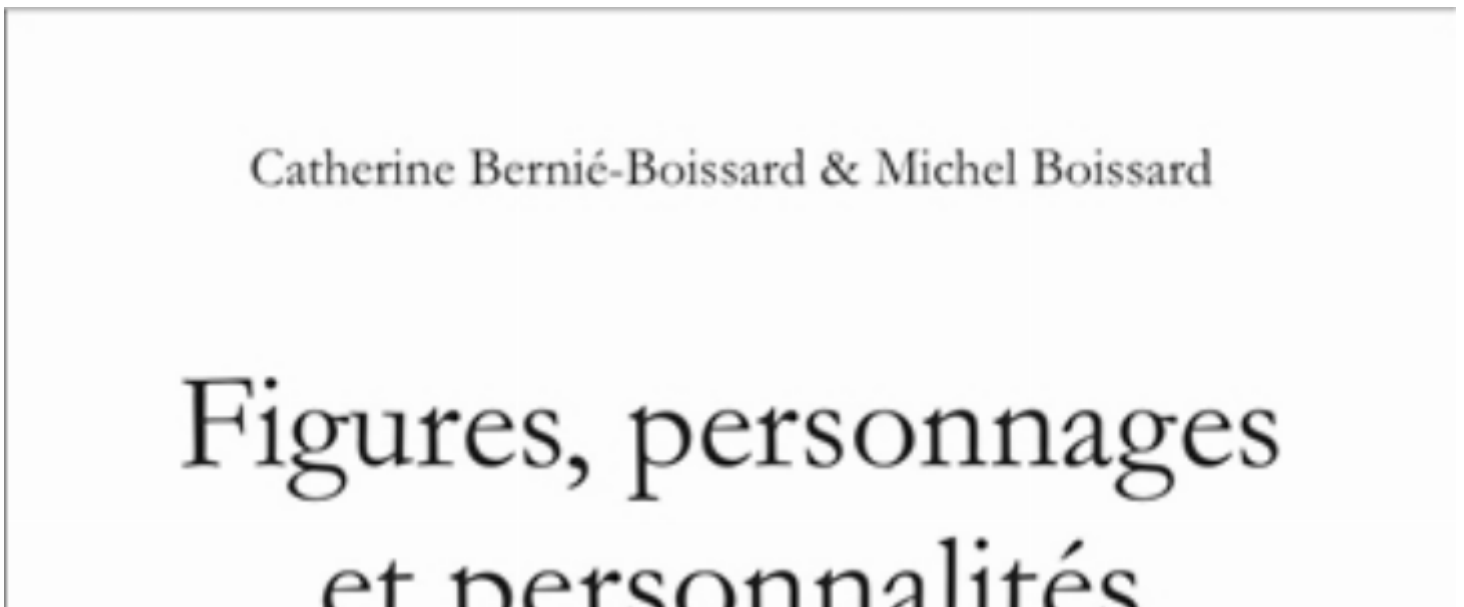 Catherine Bernié-Boissard & Michel Boissard
Figures, personnages
et personnalités